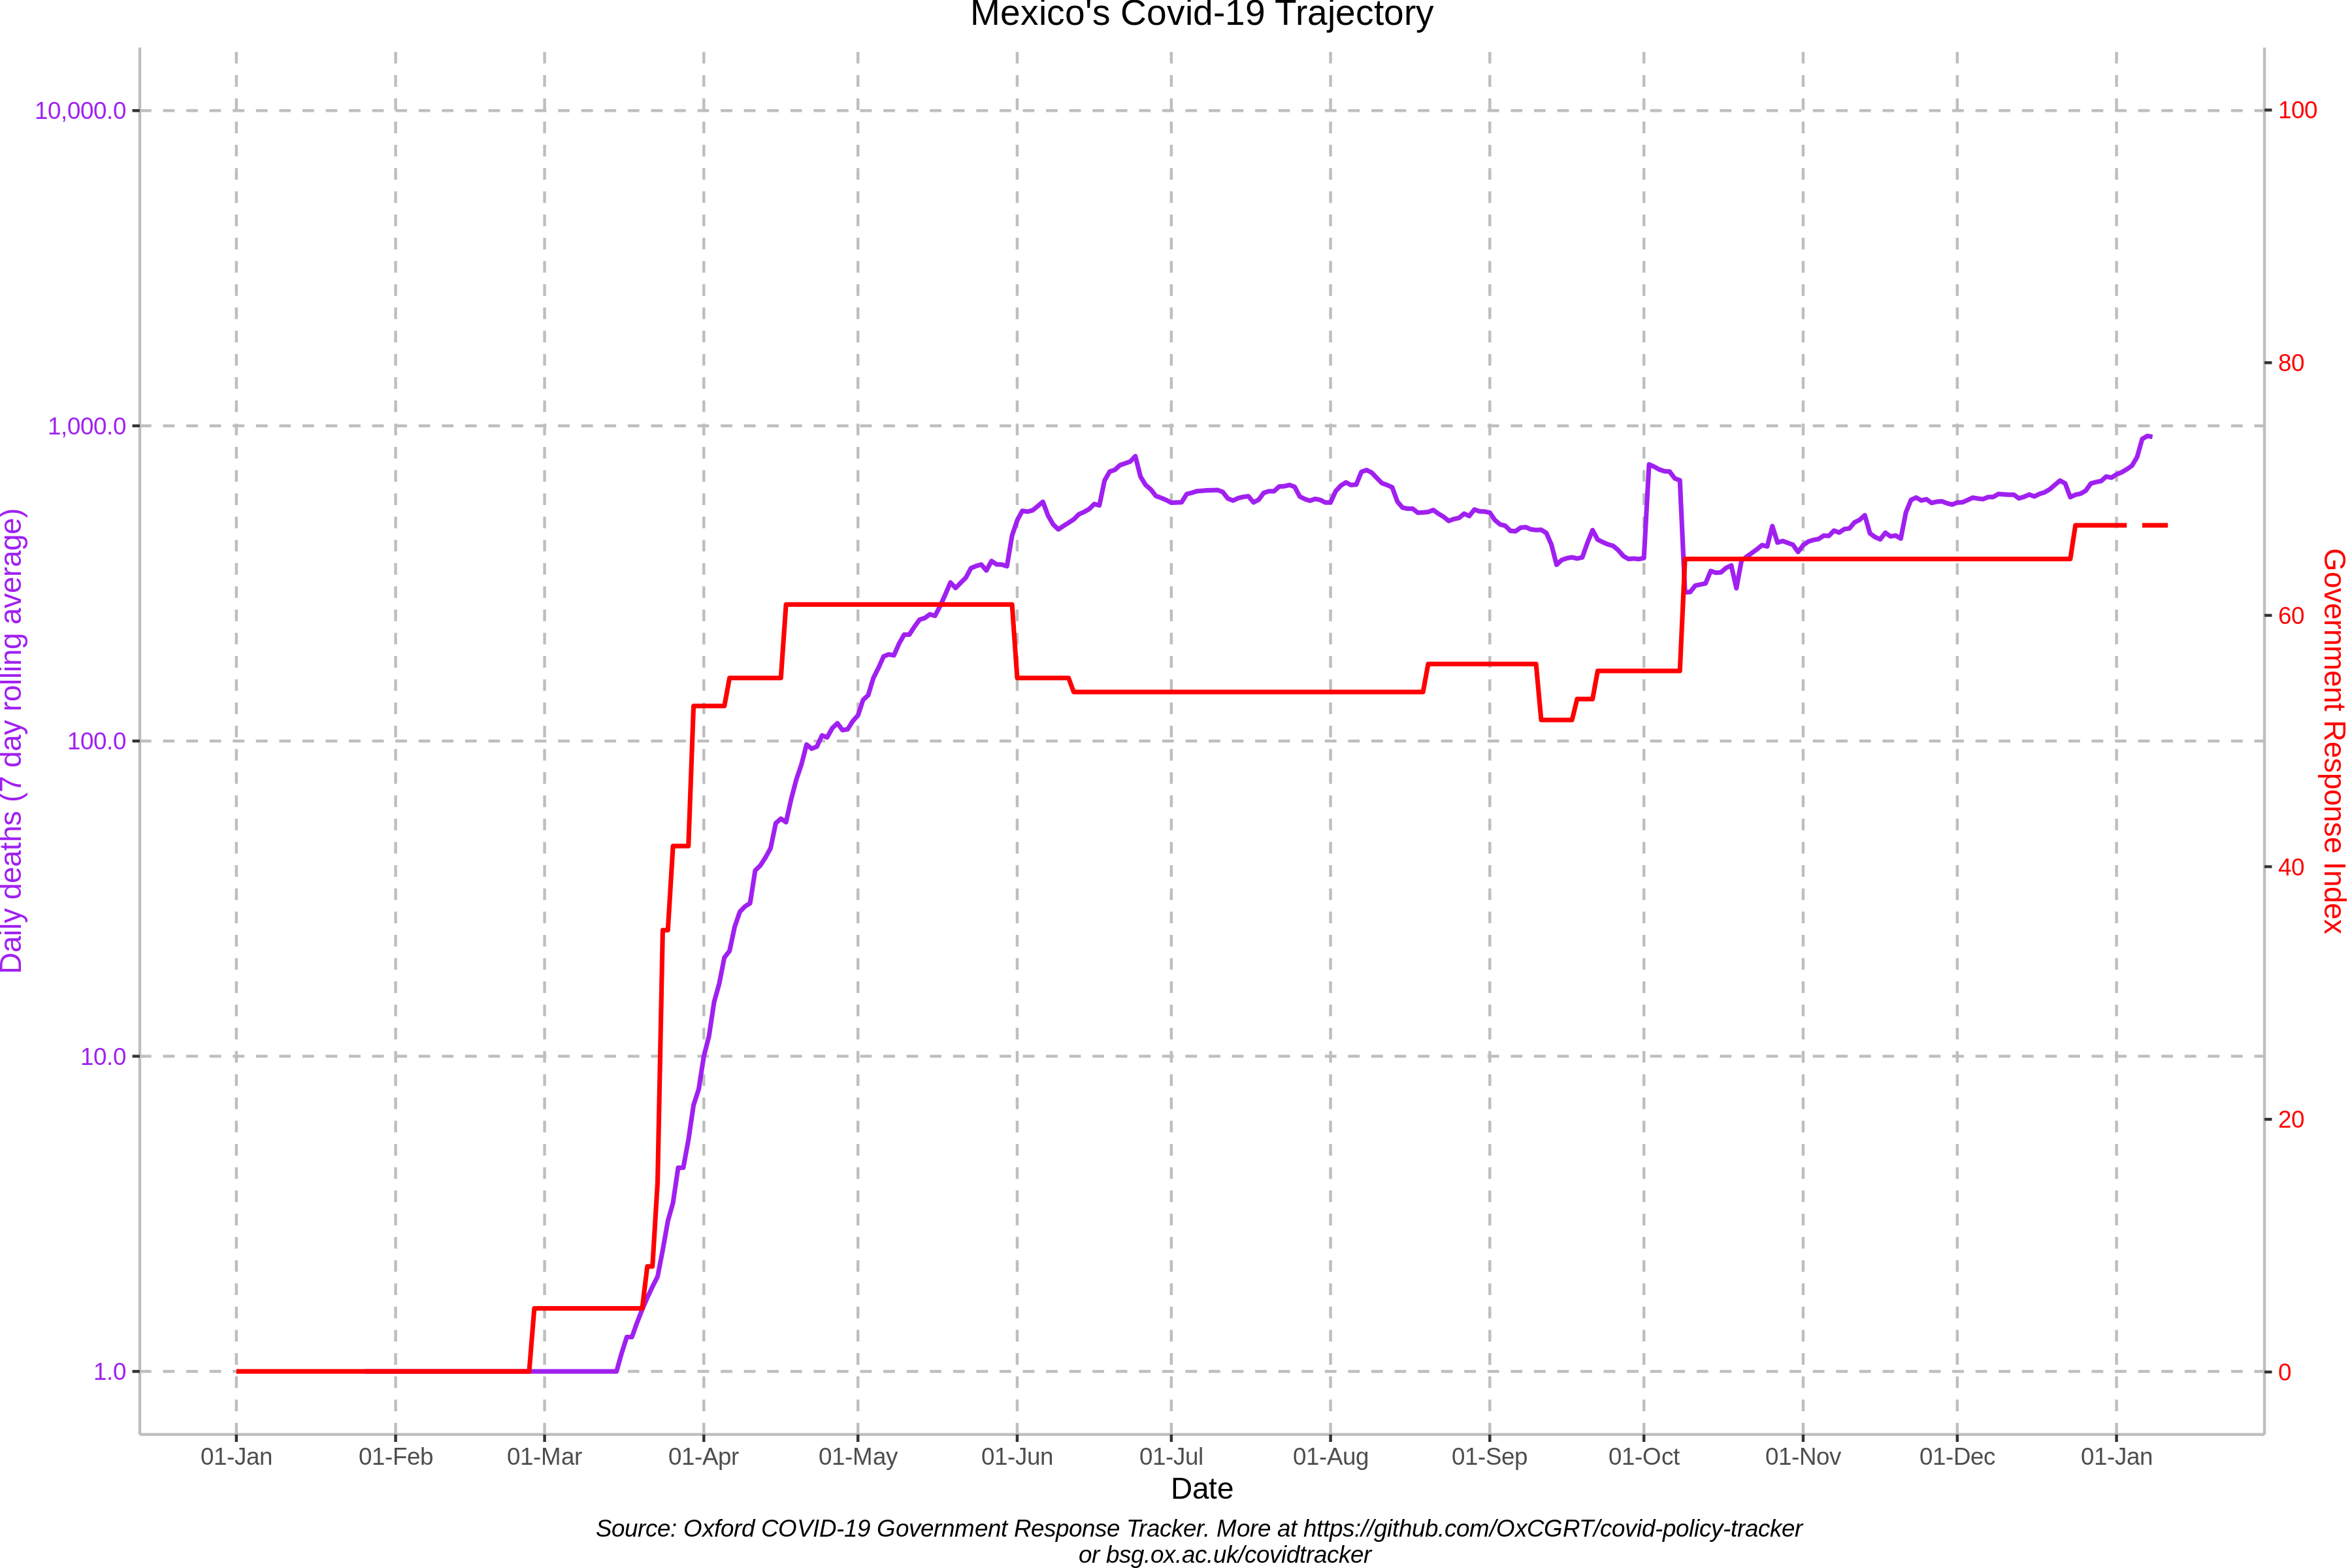 Mexico's Covid-19 Trajectory
10,000.0
1,000.0
100.0
10.0
1.0
Daily deaths (7 day rolling average)
100
80
60
40
20
0
Government Response Index
01-Jan 01-Feb 01-Mar 01-Apr 01-May 01-Jun 01-Jul 01-Aug 01-Sep 01-Oct 01-Nov 01-Dec 01-Jan
Date
Source: Oxford COVID-19 Government Response Tracker. More at https://github.com/OxCGRT/covid-policy-tracker
or bsg.ox.ac.uk/covidtracker